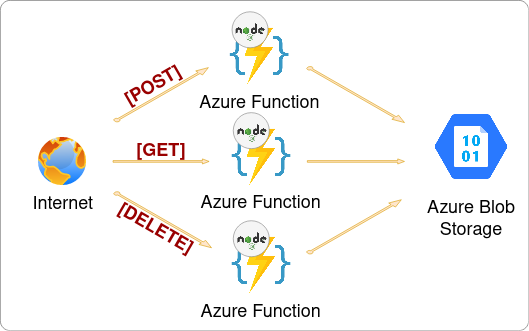 node
[POST]
Azure Function
node
[GET]
10
01
Internet
Azure Function
Azure Blob
Storage
[DELETE]
node
Azure Function